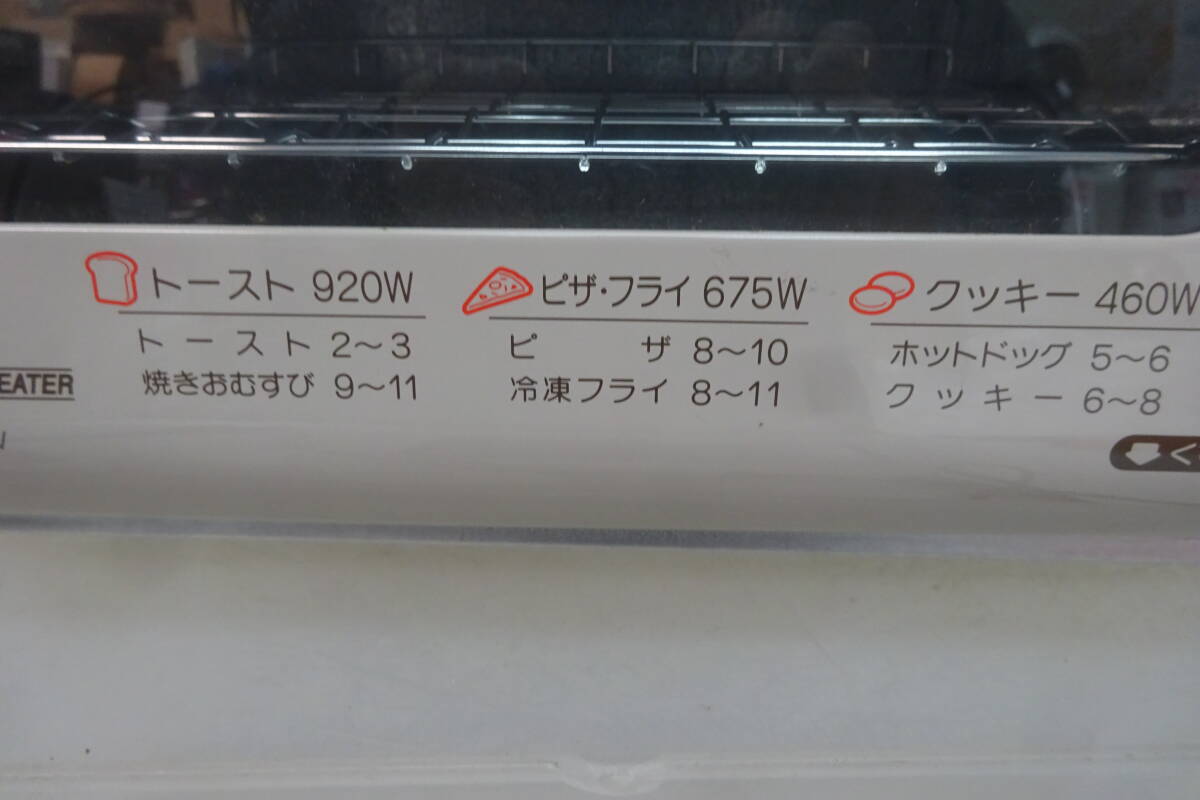 トースト 920W
トースト 2〜3
焼きおむすび 9〜11
ピザ・フライ 675W
ピザ 8〜10
冷凍フライ 8〜11
クッキー 460W
ホットドッグ 5〜6
クッキー 6〜8
EATER